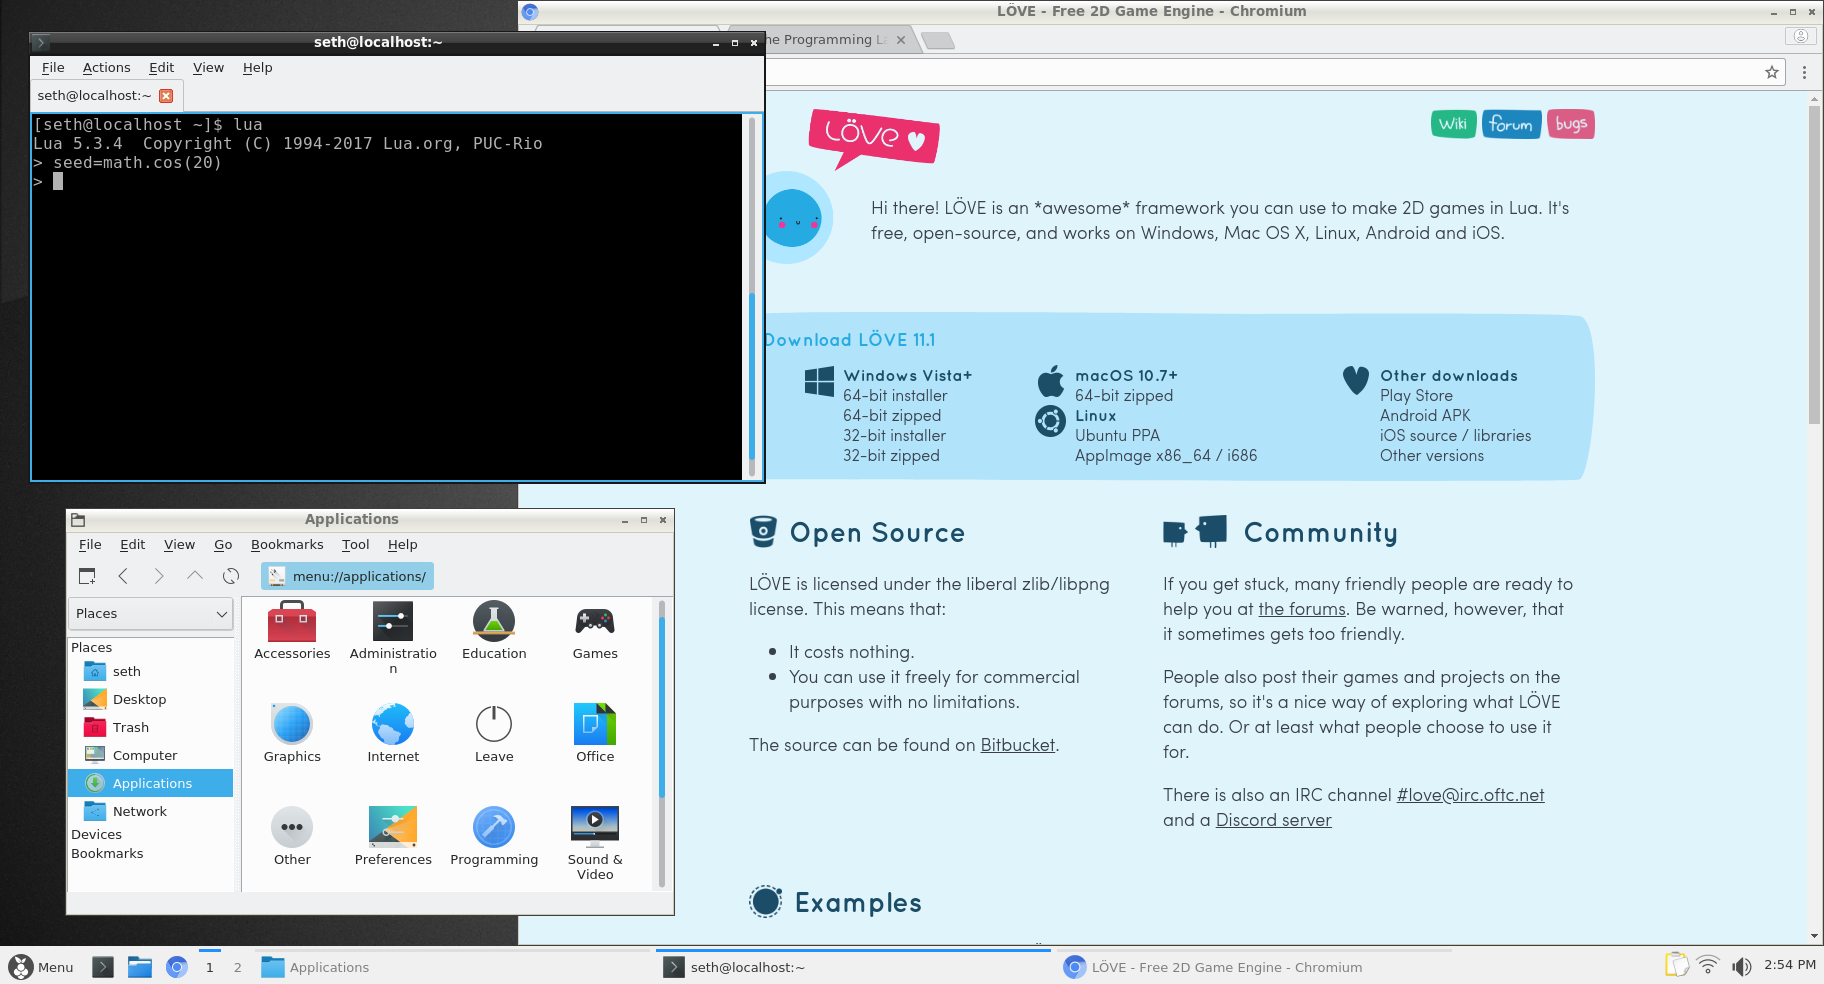 LÖVE - Free 2D Game Engine - Chromium
he Programming La
seth@localhost:~
File Actions Edit View Help
seth@localhost:~
[seth@localhost ~]$ lua
Lua 5.3.4  Copyright (C) 1994-2017 Lua.org, PUC-Rio
> seed=math.cos(20)
>
LÖVE
Wiki
forum
bugs
Hi there! LÖVE is an *awesome* framework you can use to make 2D games in Lua. It's
free, open-source, and works on Windows, Mac OS X, Linux, Android and iOS.
Download LÖVE 11.1
Windows Vista+
64-bit installer
64-bit zipped
32-bit installer
32-bit zipped
macOS 10.7+
64-bit zipped
Linux
Ubuntu PPA
AppImage x86_64 / i686
Other downloads
Play Store
Android APK
iOS source / libraries
Other versions
Open Source
LÖVE is licensed under the liberal zlib/libpng
license. This means that:
• It costs nothing.
• You can use it freely for commercial
purposes with no limitations.
The source can be found on Bitbucket.
Community
If you get stuck, many friendly people are ready to
help you at the forums. Be warned, however, that
it sometimes gets too friendly.
People also post their games and projects on the
forums, so it's a nice way of exploring what LÖVE
can do. Or at least what people choose to use it
for.
There is also an IRC channel #love@irc.oftc.net
and a Discord server
Examples
Applications
File Edit View Go Bookmarks Tool Help
menu://applications/
Places
Places
seth
Desktop
Trash
Computer
Applications
Network
Devices
Bookmarks
Accessories
Administratio
n
Education
Games
Graphics
Internet
Leave
Office
Other
Preferences
Programming
Sound &
Video
Menu
1
2
Applications
seth@localhost:~
LÖVE - Free 2D Game Engine - Chromium
2:54 PM